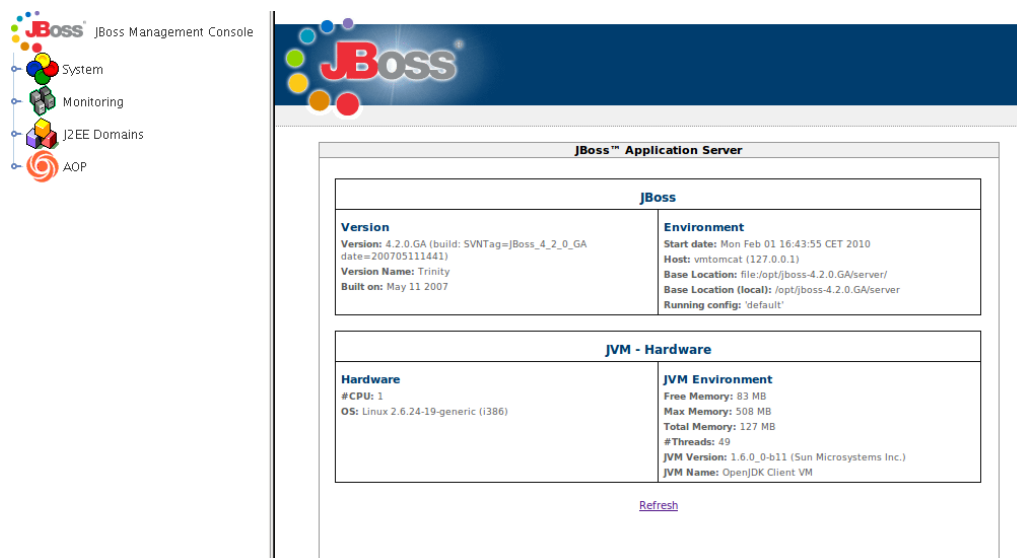 JBoss JBoss Management Console
System
Monitoring
J2EE Domains
AOP
JBoss
JBoss™ Application Server
JBoss
Version
Version: 4.2.0.GA (build: SVNTag=JBoss_4_2_0_GA
date=200705111441)
Version Name: Trinity
Built on: May 11 2007
Environment
Start date: Mon Feb 01 16:43:55 CET 2010
Host: vmtomcat (127.0.0.1)
Base Location: file:/opt/jboss-4.2.0.GA/server/
Base Location (local): /opt/jboss-4.2.0.GA/server
Running config: 'default'
JVM - Hardware
Hardware
#CPU: 1
OS: Linux 2.6.24-19-generic (i386)
JVM Environment
Free Memory: 83 MB
Max Memory: 508 MB
Total Memory: 127 MB
#Threads: 49
JVM Version: 1.6.0_0-b11 (Sun Microsystems Inc.)
JVM Name: OpenJDK Client VM
Refresh